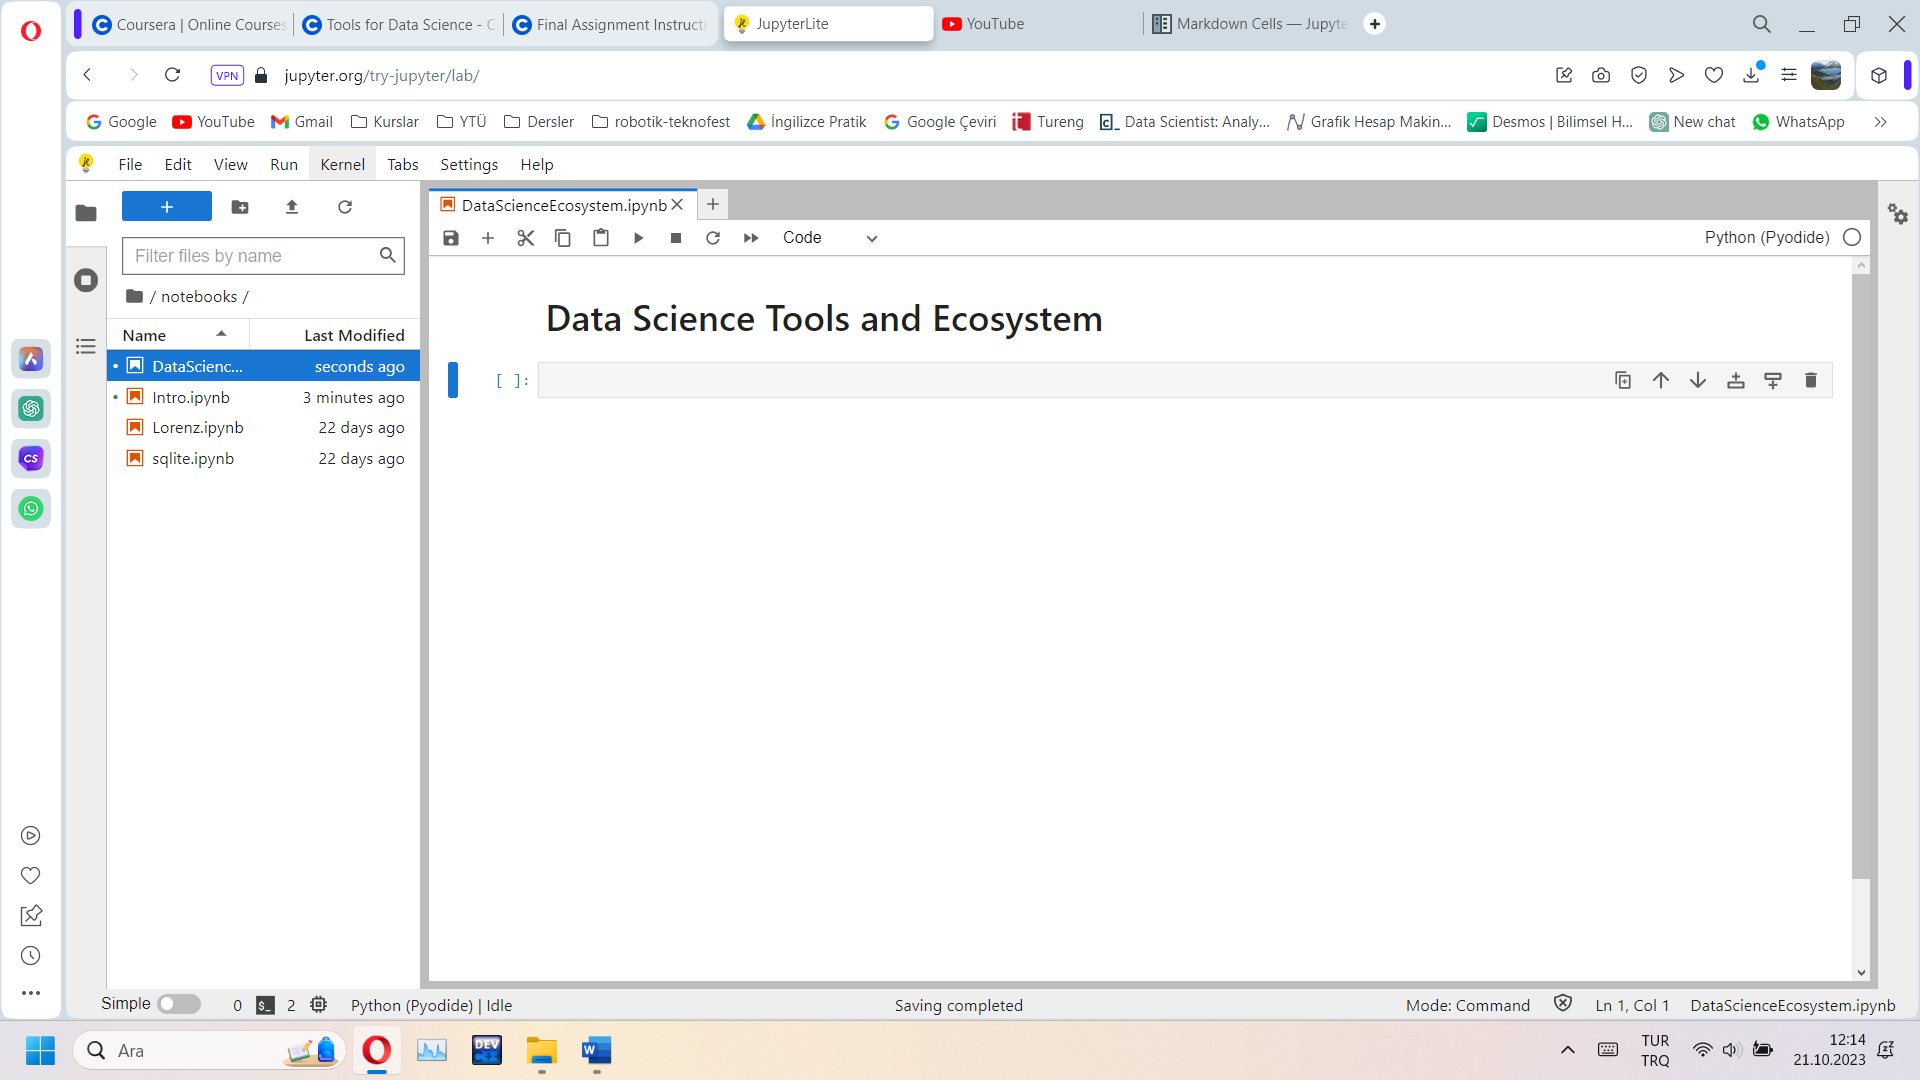 Coursera | Online Courses
Tools for Data Science - C
Final Assignment Instructi
JupyterLite
YouTube
Markdown Cells — Jupyte
VPN
jupyter.org/try-jupyter/lab/
Google
YouTube
Gmail
Kurslar
YTÜ
Dersler
robotik-teknofest
İngilizce Pratik
Google Çeviri
Tureng
Data Scientist: Analy...
Grafik Hesap Makin...
Desmos | Bilimsel H...
New chat
WhatsApp
File
Edit
View
Run
Kernel
Tabs
Settings
Help
DataScienceEcosystem.ipynb
Filter files by name
/ notebooks /
Name
Last Modified
DataScienc...
seconds ago
Intro.ipynb
3 minutes ago
Lorenz.ipynb
22 days ago
sqlite.ipynb
22 days ago
Code
Python (Pyodide)
Data Science Tools and Ecosystem
[ ]:
CS
Simple
0
$_
2
Python (Pyodide) | Idle
Saving completed
Mode: Command
Ln 1, Col 1
DataScienceEcosystem.ipynb
Ara
DEV
C++
W
TUR
TRQ
12:14
21.10.2023